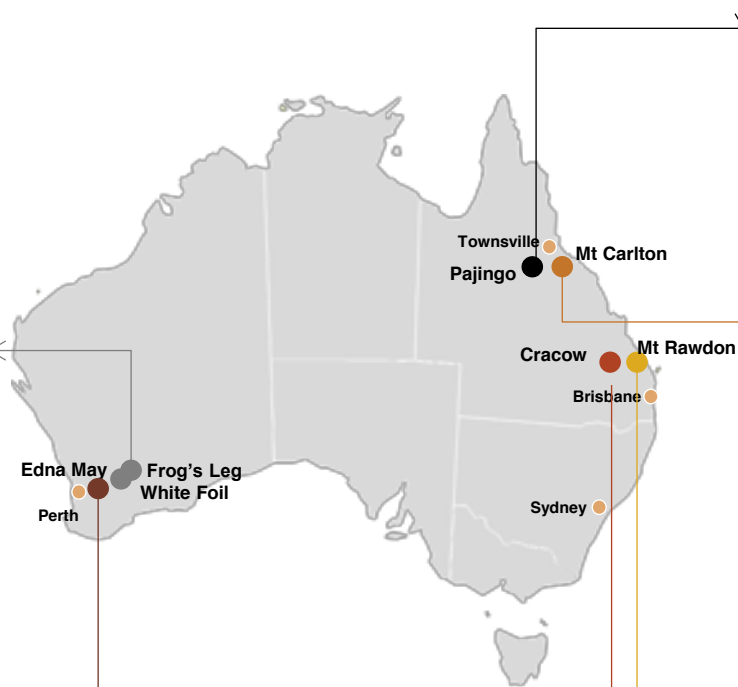 Townsville
Mt Carlton
Pajingo
Cracow
Mt Rawdon
Brisbane
Edna May
Frog's Leg
White Foil
Perth
Sydney